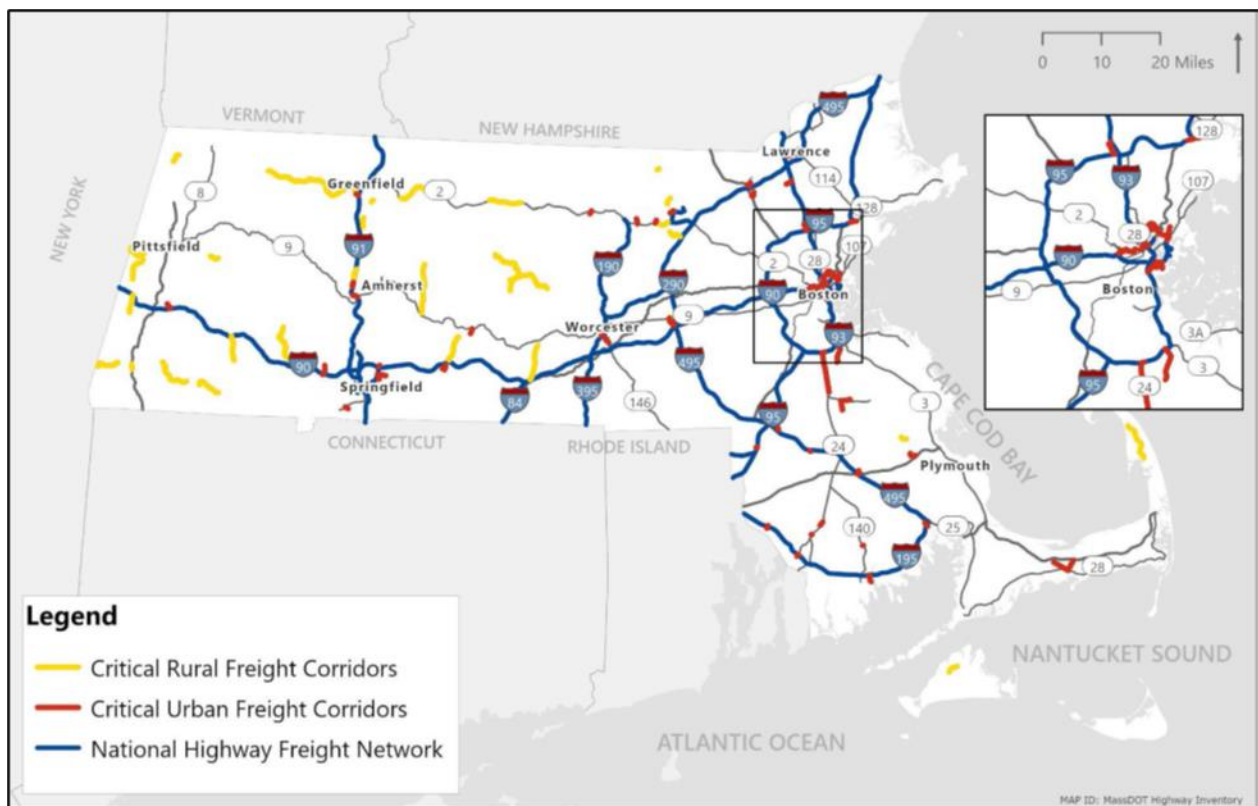 0 10 20 Miles
VERMONT
NEW HAMPSHIRE
NEW YORK
495
Lawrence
114
128
95
Greenfield
2
8
9
Pittsfield
91
Amherst
190
290
2
28
107
90
Boston
Worcester
9
93
90
Springfield
84
395
146
495
95
3
CONNECTICUT
RHODE ISLAND
CAPE COD BAY
24
Plymouth
495
140
25
195
28
NANTUCKET SOUND
ATLANTIC OCEAN
128
95
93
107
2
28
90
9
Boston
3A
3
95
24
Legend
Critical Rural Freight Corridors
Critical Urban Freight Corridors
National Highway Freight Network
MAP ID: MassDOT Highway Inventory